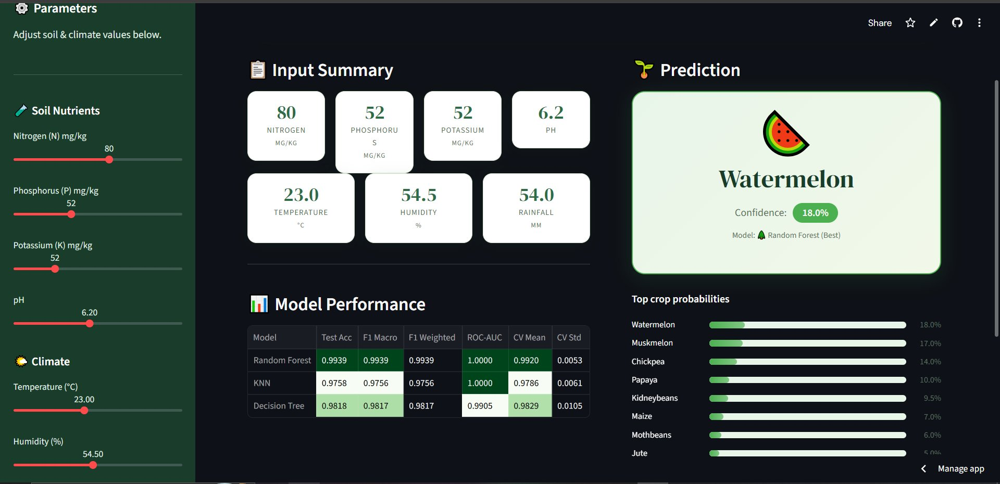 Parameters
Adjust soil & climate values below.
Soil Nutrients
Nitrogen (N) mg/kg
80
Phosphorus (P) mg/kg
52
Potassium (K) mg/kg
52
pH
6.20
Climate
Temperature (°C)
23.00
Humidity (%)
54.50
Share
Input Summary
80
NITROGEN
MG/KG
52
PHOSPHORU
S
MG/KG
52
POTASSIUM
MG/KG
6.2
PH
23.0
TEMPERATURE
°C
54.5
HUMIDITY
%
54.0
RAINFALL
MM
Model Performance
Model Test Acc F1 Macro F1 Weighted ROC-AUC CV Mean CV Std
Random Forest 0.9939 0.9939 0.9939 1.0000 0.9920 0.0053
KNN 0.9758 0.9756 0.9756 1.0000 0.9786 0.0061
Decision Tree 0.9818 0.9817 0.9817 0.9905 0.9829 0.0105
Prediction
Watermelon
Confidence: 18.0%
Model: Random Forest (Best)
Top crop probabilities
Watermelon 18.0%
Muskmelon 17.0%
Chickpea 14.0%
Papaya 10.0%
Kidneybeans 9.5%
Maize 7.0%
Mothbeans 6.0%
Jute 5.0%
Manage app